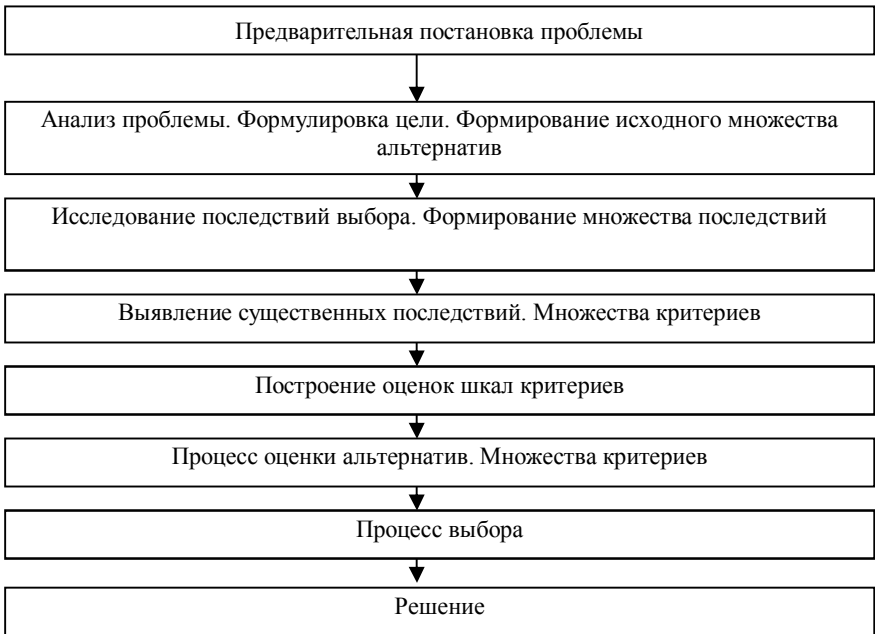 Предварительная постановка проблемы
Анализ проблемы. Формулировка цели. Формирование исходного множества
альтернатив
Исследование последствий выбора. Формирование множества последствий
Выявление существенных последствий. Множества критериев
Построение оценок шкал критериев
Процесс оценки альтернатив. Множества критериев
Процесс выбора
Решение